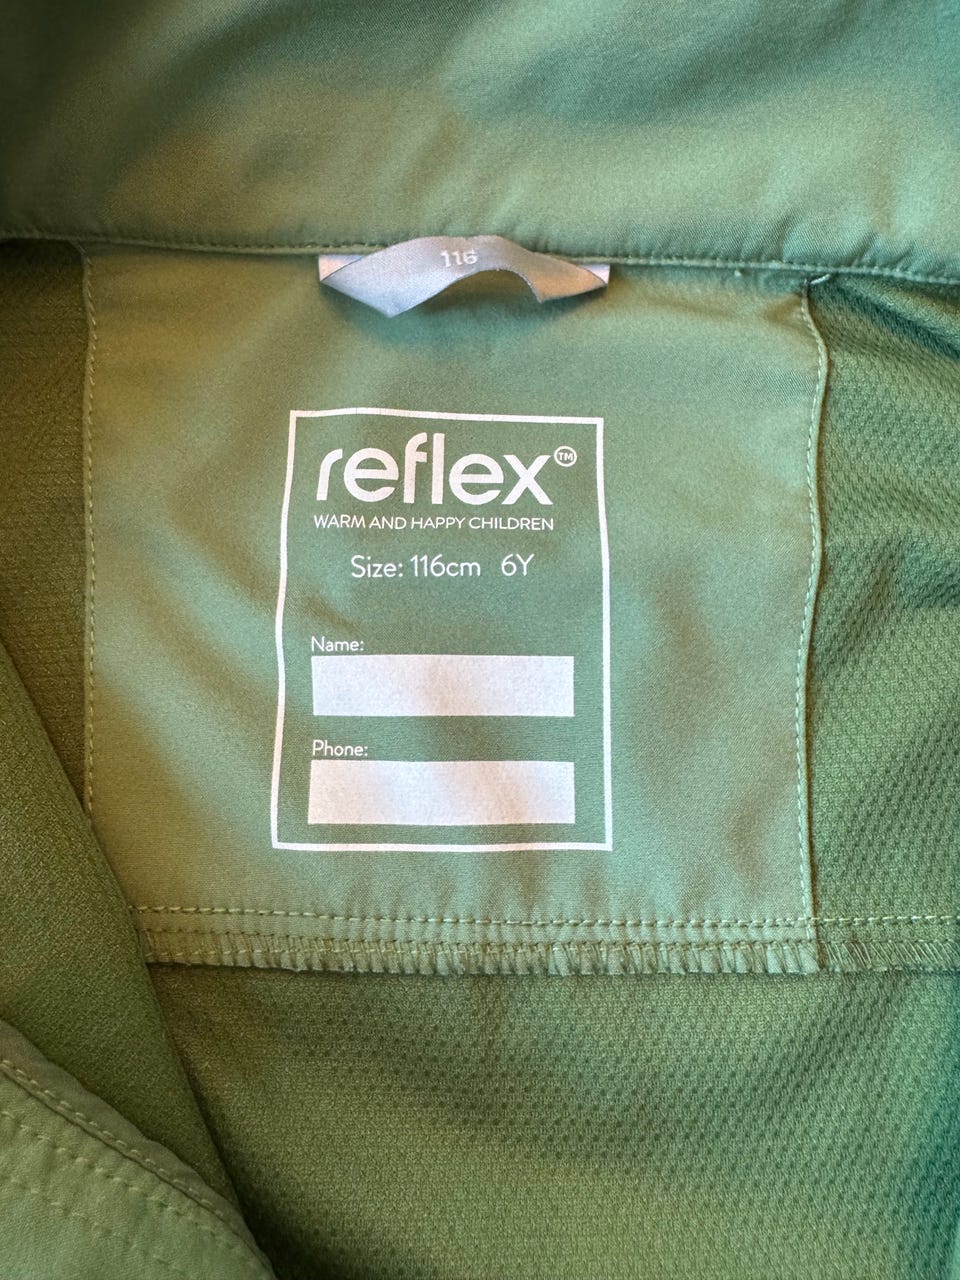 116
reflex™
WARM AND HAPPY CHILDREN
Size: 116cm 6Y
Name:
Phone: